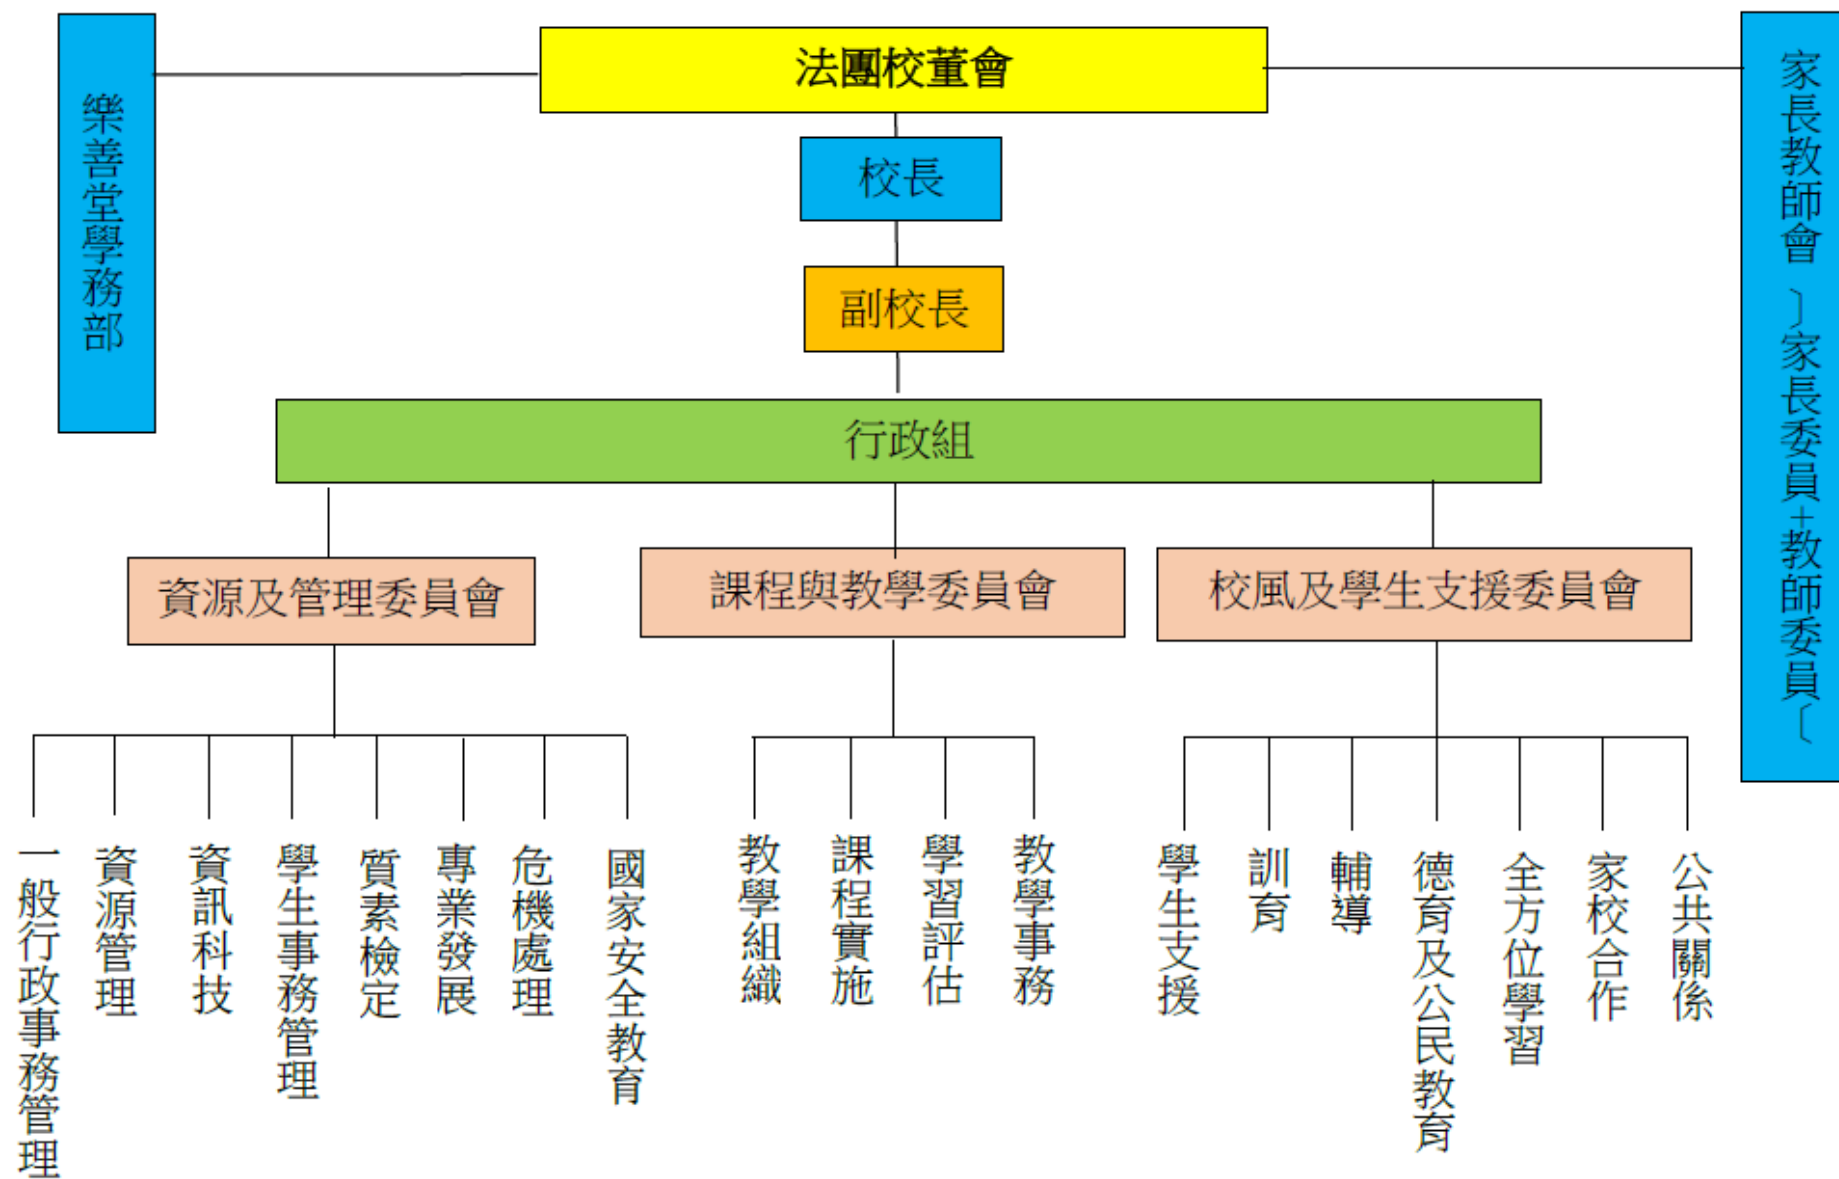 法團校董會
樂善堂學務部
家長教師會 〕家長委員+教師委員〔
校長
副校長
行政組
資源及管理委員會
課程與教學委員會
校風及學生支援委員會
一般行政事務管理
資源管理
資訊科技
學生事務管理
質素檢定
專業發展
危機處理
國家安全教育
教學組織
課程實施
學習評估
教學事務
學生支援
訓育
輔導
德育及公民教育
全方位學習
家校合作
公共關係